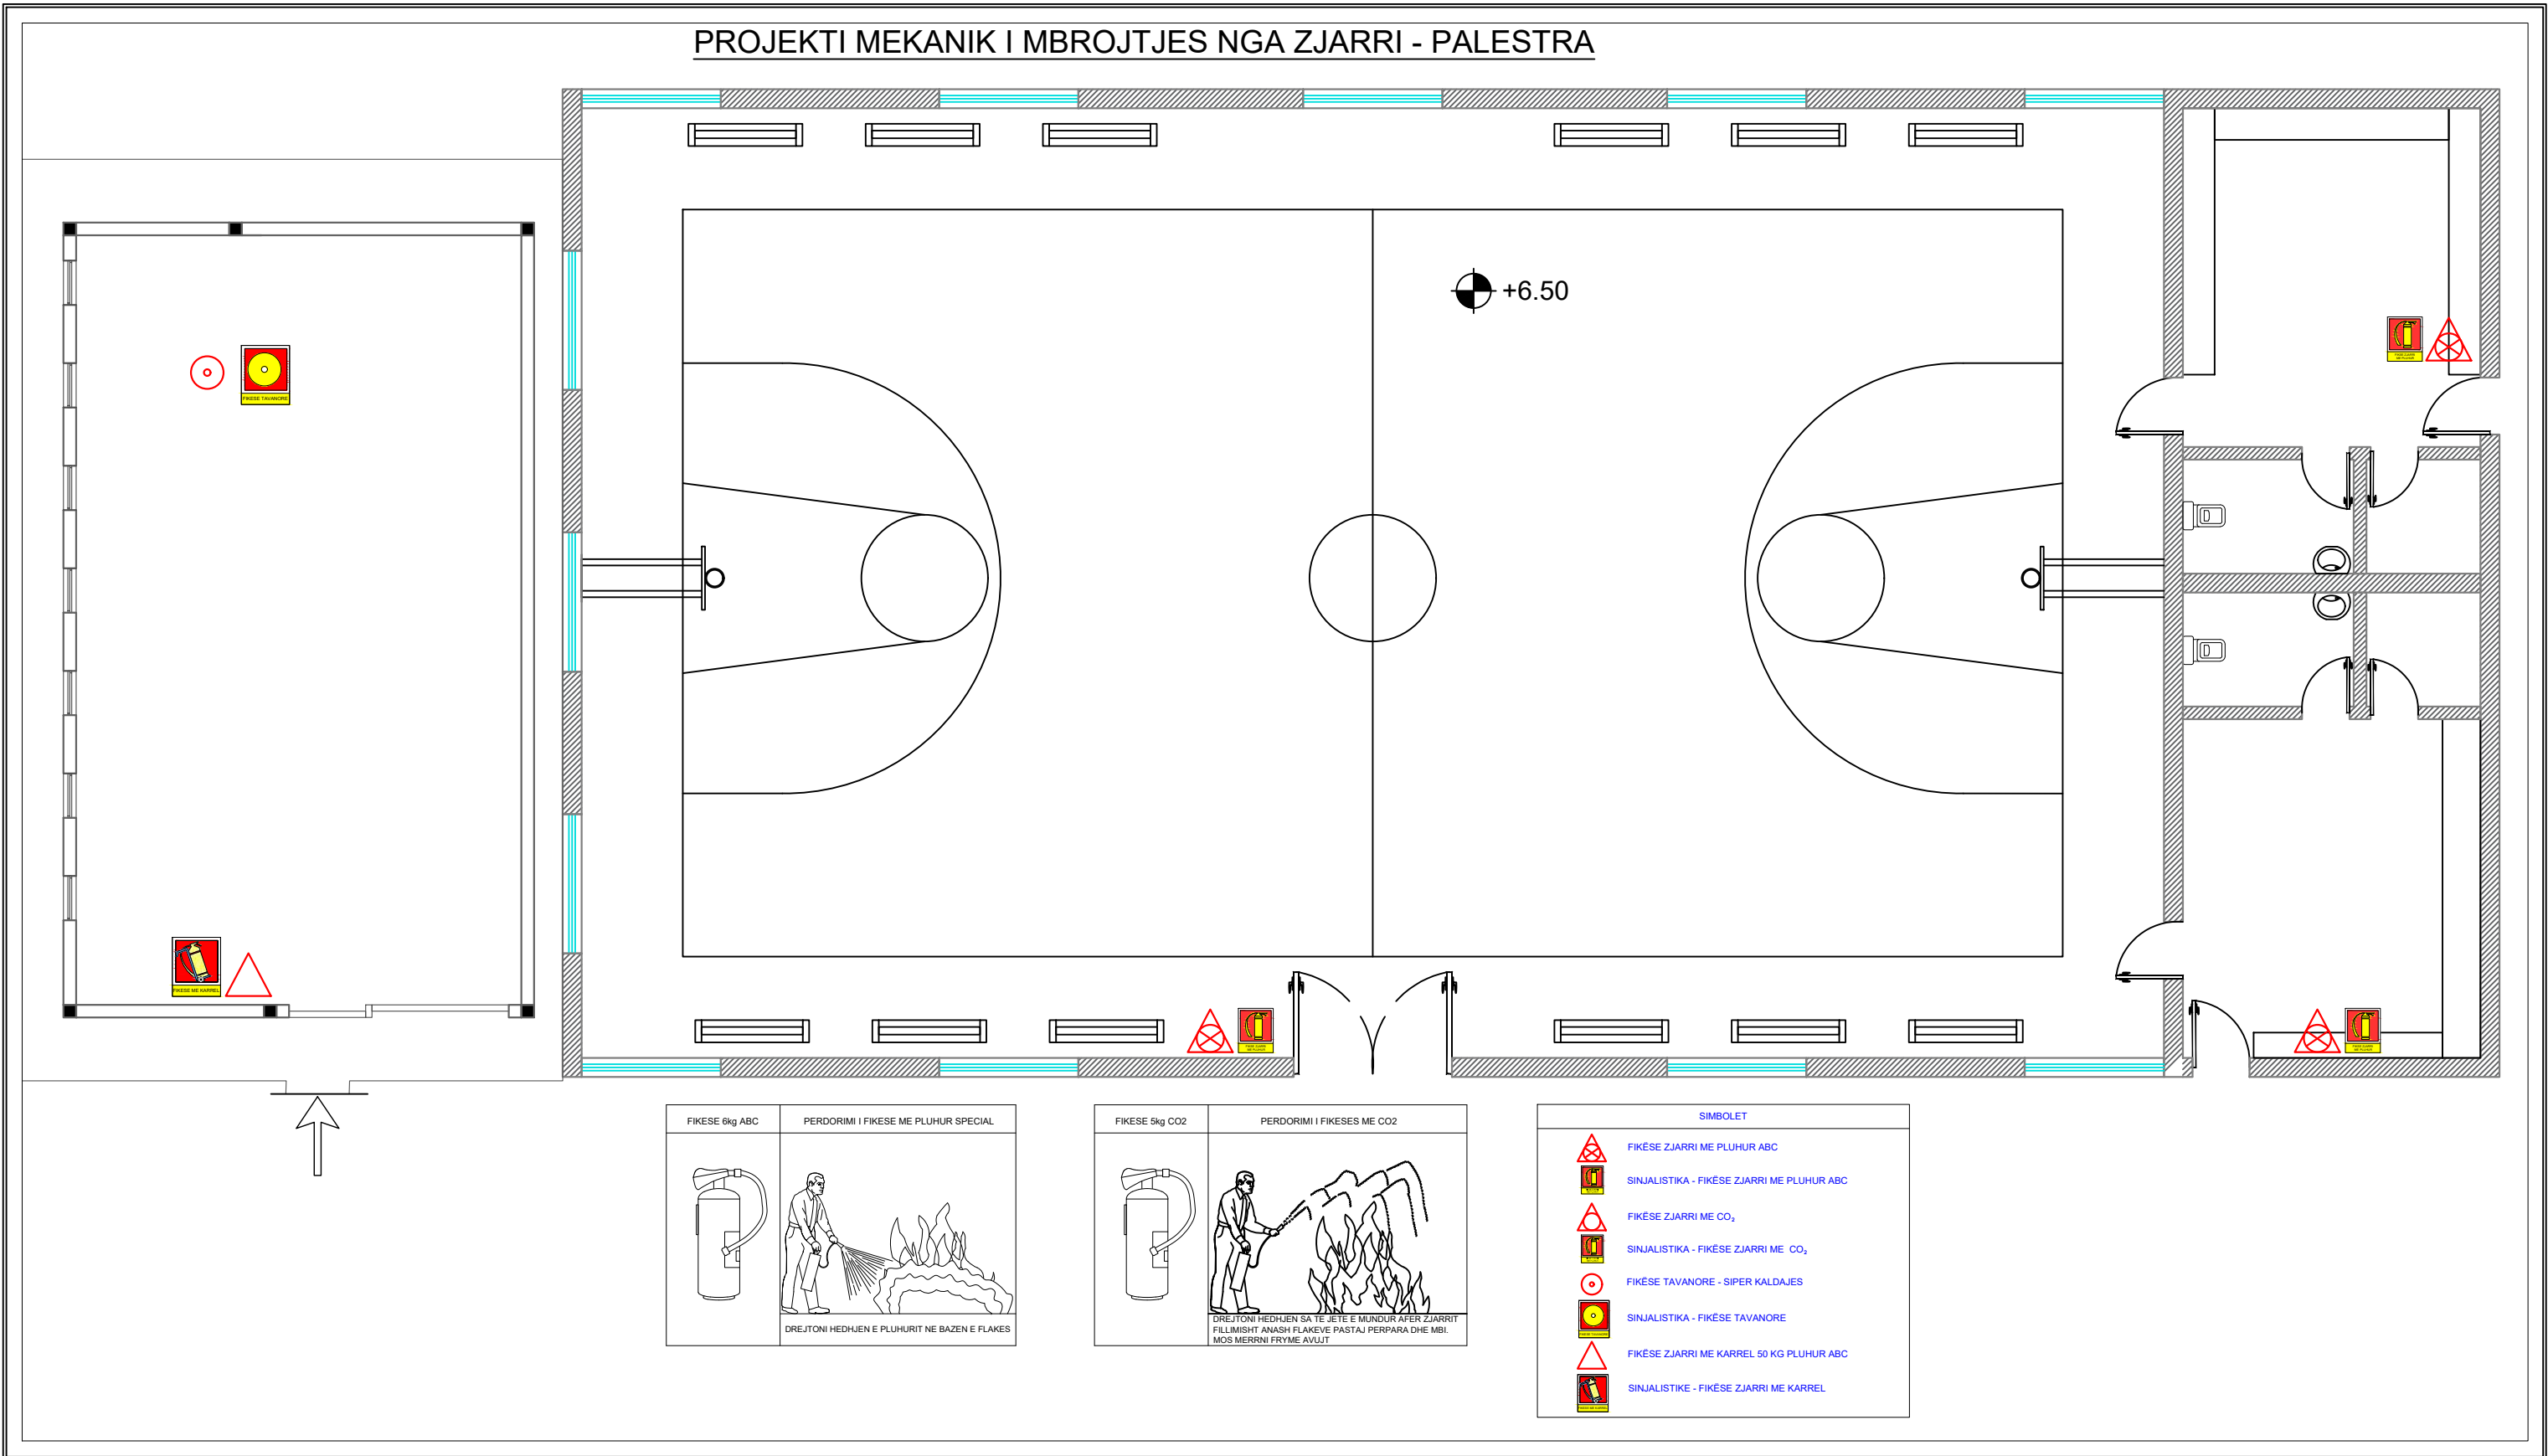 PROJEKTI MEKANIK I MBROJTJES NGA ZJARRI - PALESTRA
+6.50
FIKESE TAVANORE
FIKESE ME KARREL
FIKESE 6kg ABC
PERDORIMI I FIKESE ME PLUHUR SPECIAL
DREJTONI HEDHJEN E PLUHURIT NE BAZEN E FLAKES
FIKESE 5kg CO2
PERDORIMI I FIKESES ME CO2
DREJTONI HEDHJEN SA TE JETE E MUNDUR AFER ZJARRIT
FILLIMISHT ANASH FLAKEVE PASTAJ PERPARA DHE MBI.
MOS MERRNI FRYME AVUJT
SIMBOLET
FIKËSE ZJARRI ME PLUHUR ABC
SINJALISTIKA - FIKËSE ZJARRI ME PLUHUR ABC
FIKËSE ZJARRI ME CO₂
SINJALISTIKA - FIKËSE ZJARRI ME CO₂
FIKËSE TAVANORE - SIPER KALDAJES
SINJALISTIKA - FIKËSE TAVANORE
FIKËSE ZJARRI ME KARREL 50 KG PLUHUR ABC
SINJALISTIKE - FIKËSE ZJARRI ME KARREL